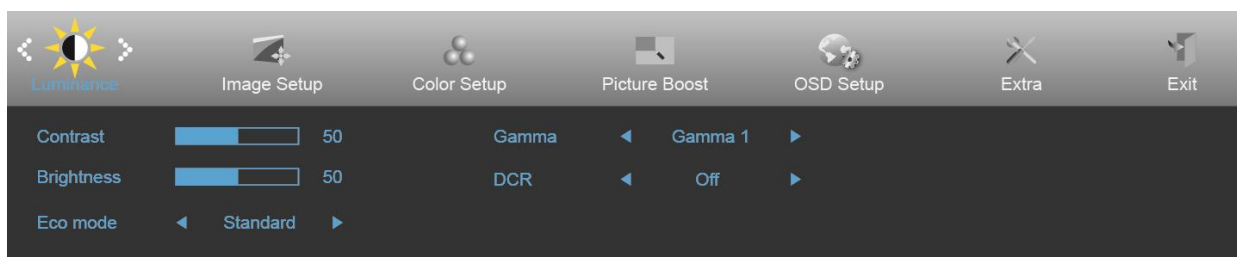 Luminance Image Setup Color Setup Picture Boost OSD Setup Extra Exit
Contrast 50 Gamma Gamma 1
Brightness 50 DCR Off
Eco mode Standard